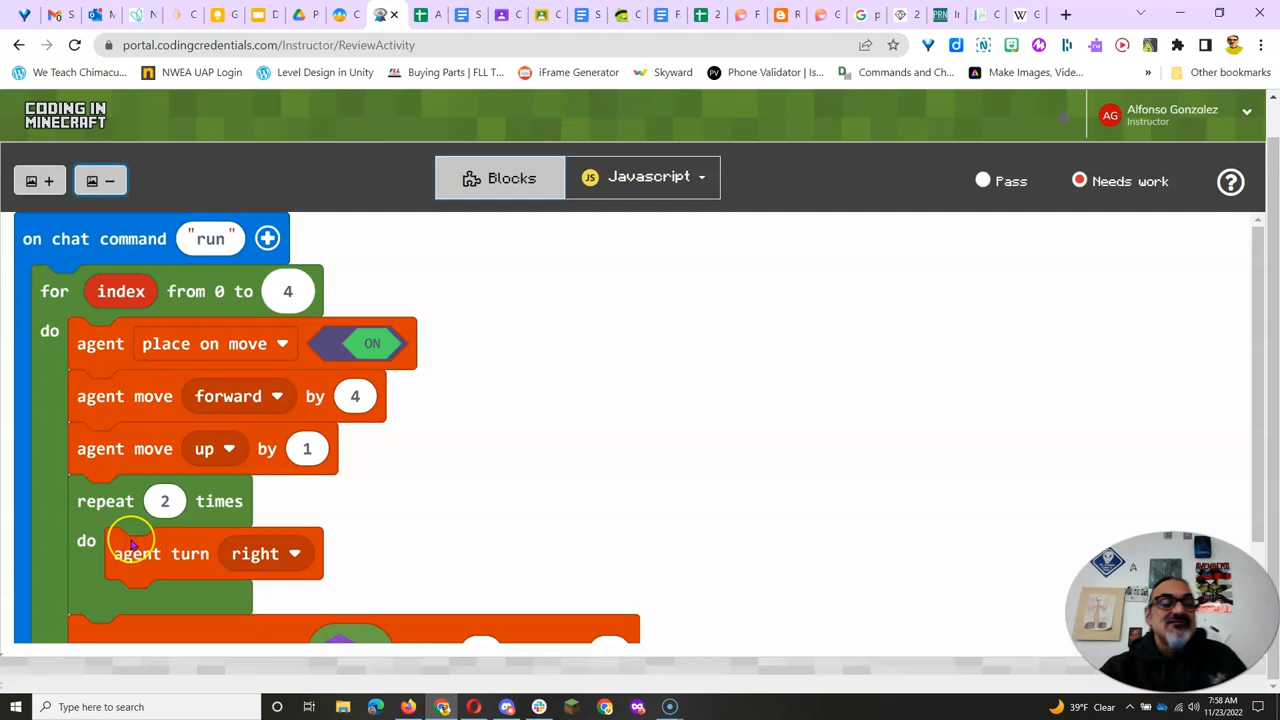 portal.codingcredentials.com/Instructor/ReviewActivity
We Teach Chimacu... NWEA UAP Login Level Design in Unity Buying Parts | FLL T... iFrame Generator Skyward Phone Validator | Is... Commands and Ch... Make Images, Vide... » Other bookmarks
CODING IN
MINECRAFT
AG Alfonso Gonzalez
Instructor
Blocks JS Javascript Pass Needs work ?
on chat command "run"
for index from 0 to 4
do
agent place on move ON
agent move forward by 4
agent move up by 1
repeat 2 times
do agent turn right
Type here to search 39°F Clear 7:58 AM
11/23/2022